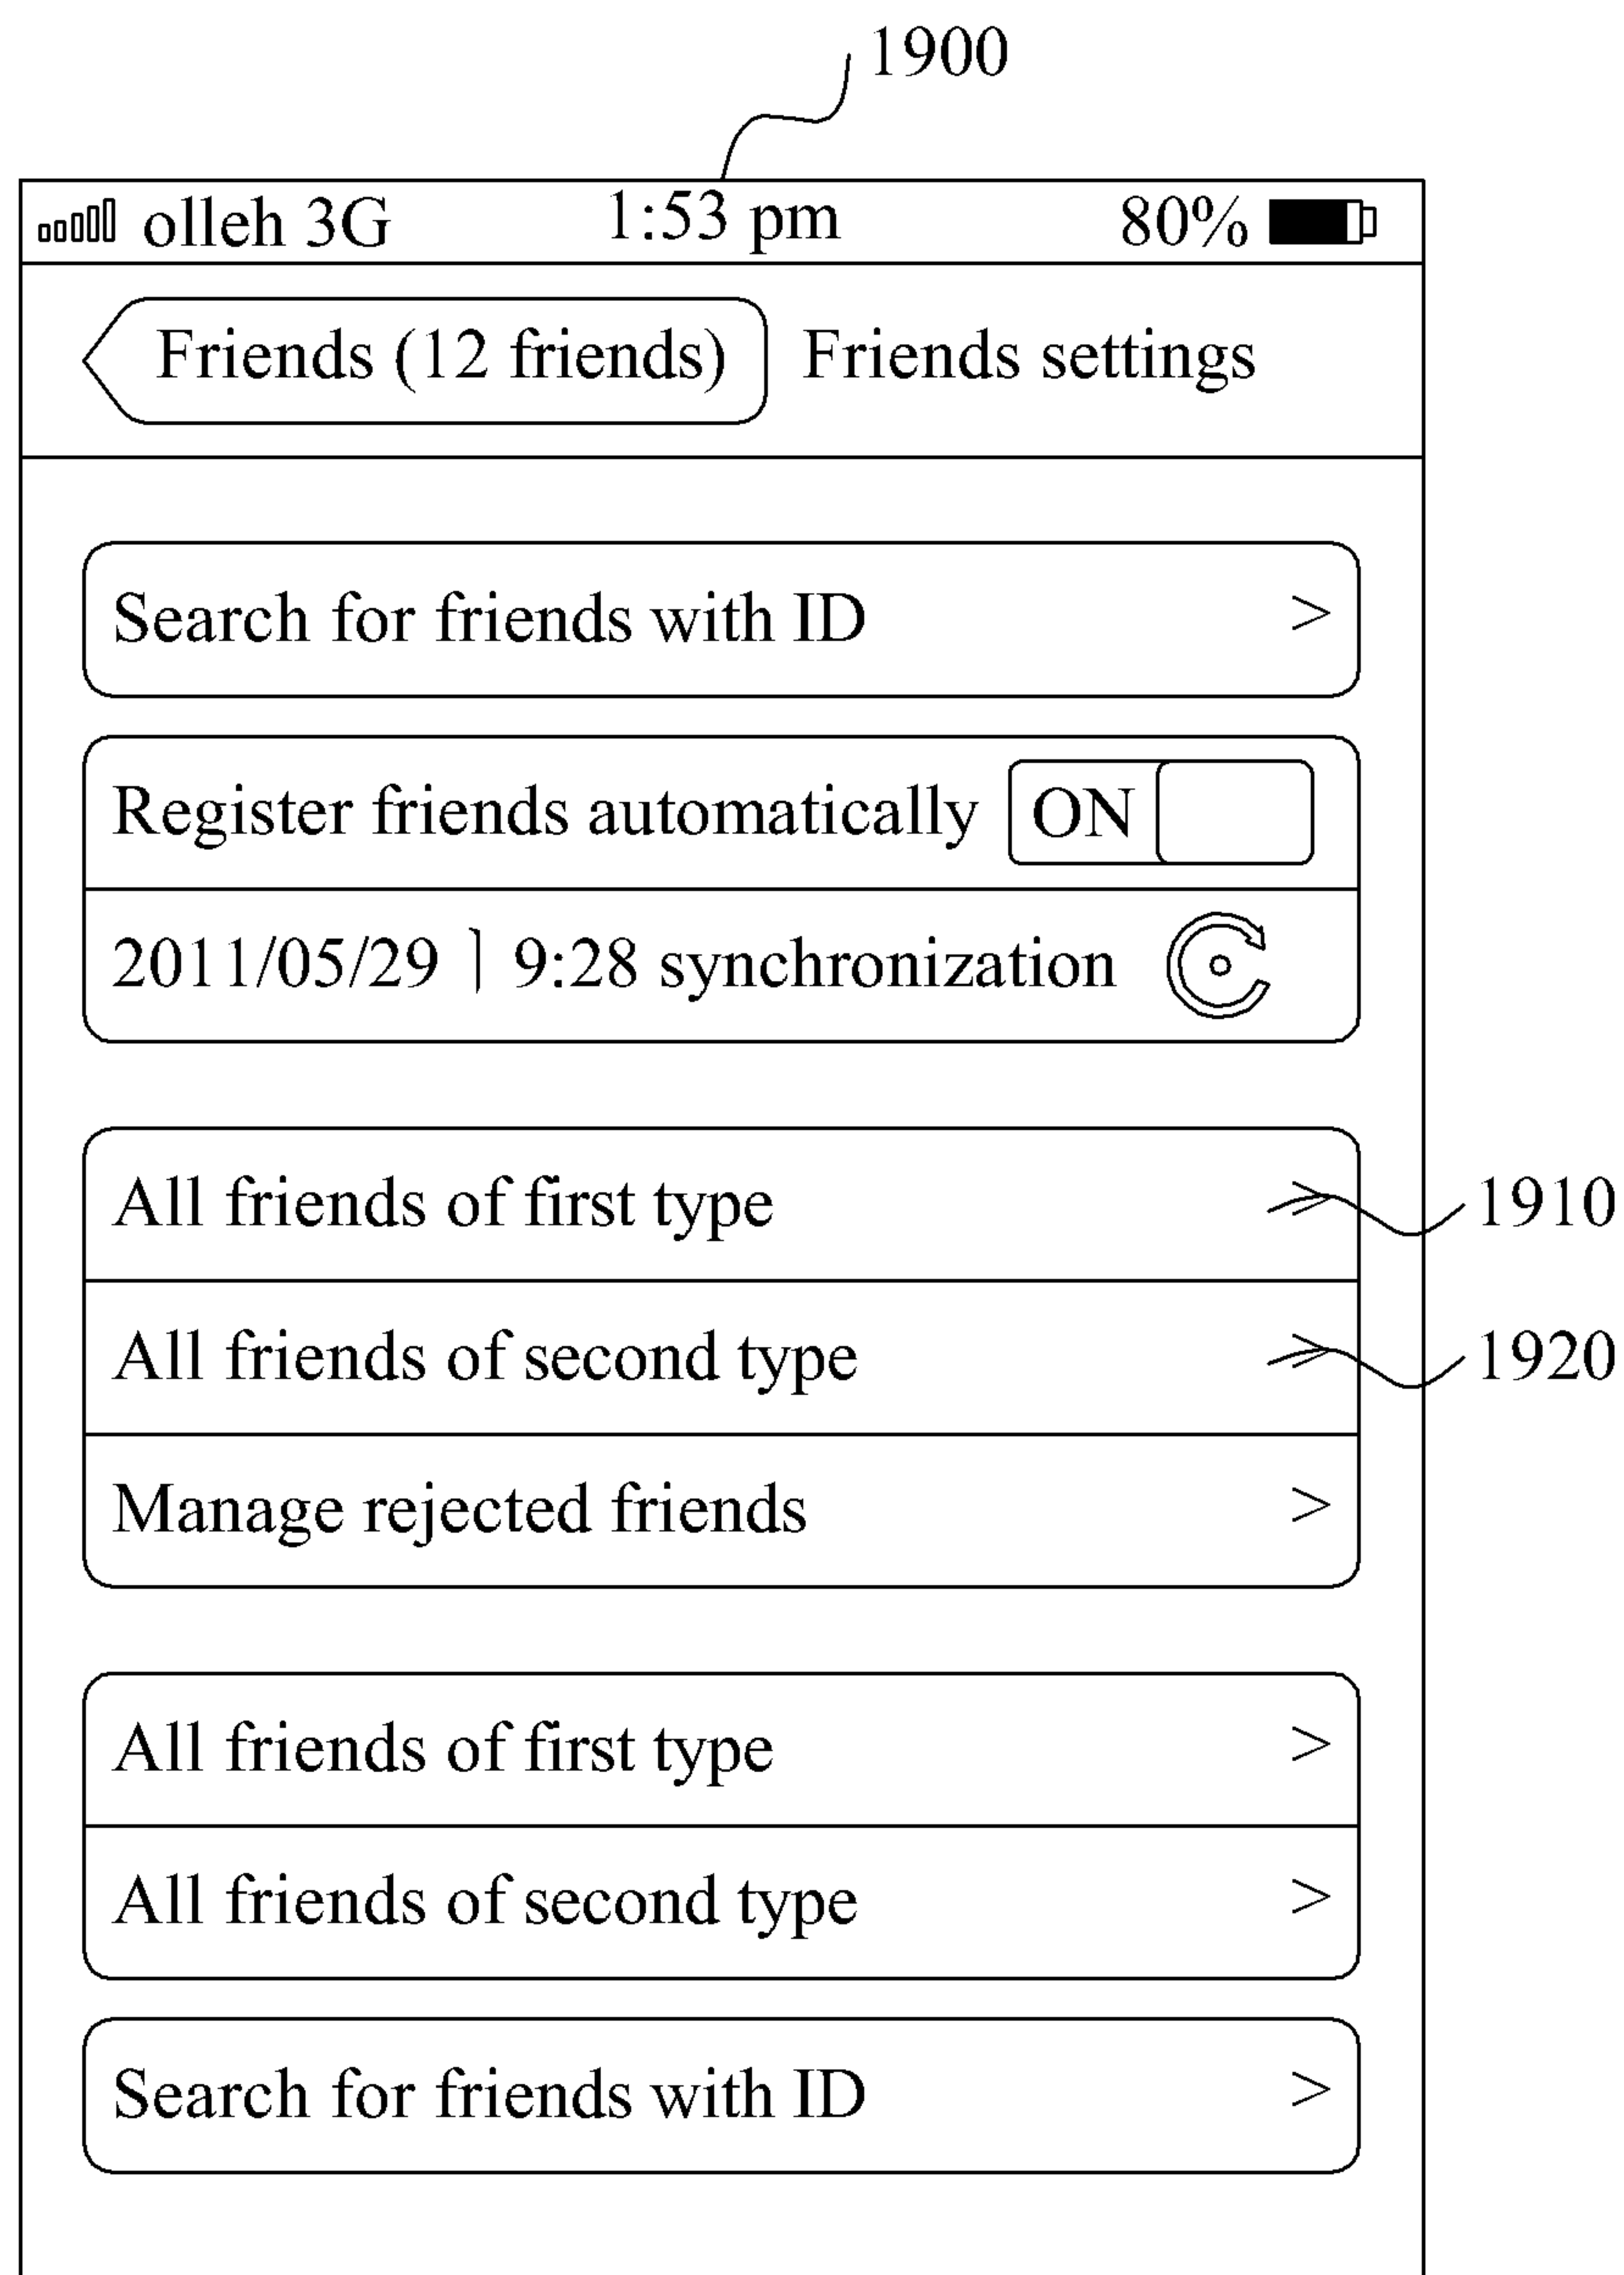 1900
olleh 3G 1:53 pm 80%
Friends (12 friends) Friends settings
Search for friends with ID >
Register friends automatically ON
2011/05/29 | 9:28 synchronization
All friends of first type > 1910
All friends of second type > 1920
Manage rejected friends >
All friends of first type >
All friends of second type >
Search for friends with ID >